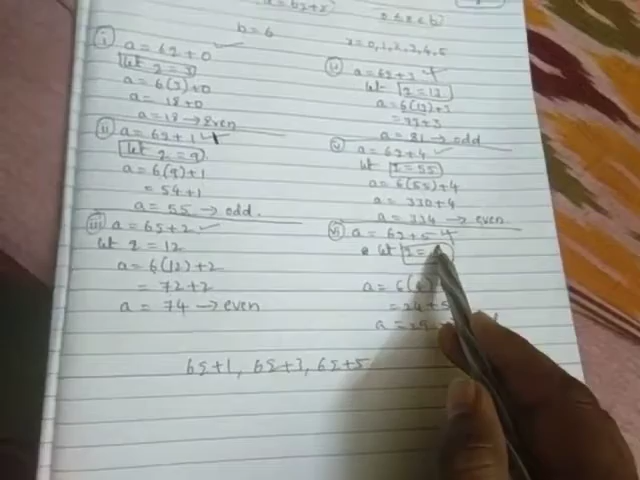 a = bq + r
0 ≤ r < b
b = 6
r = 0, 1, 2, 3, 4, 5
i) a = 6q + 0
let q = 3
a = 6(3) + 0
a = 18 + 0
a = 18 → even
ii) a = 6q + 1
let q = 9
a = 6(9) + 1
= 54 + 1
a = 55 → odd.
iii) a = 6q + 2
let q = 12
a = 6(12) + 2
= 72 + 2
a = 74 → even
a = 6q + 3
let q = 13
a = 6(13) + 3
a = 81 → odd
v) a = 6q + 4
let q = 55
a = 6(55) + 4
a = 330 + 4
a = 334 → even
vi) a = 6q + 5
let q =
a = 6(
= 24 + 5
a = 29
6q + 1, 6q + 3, 6q + 5